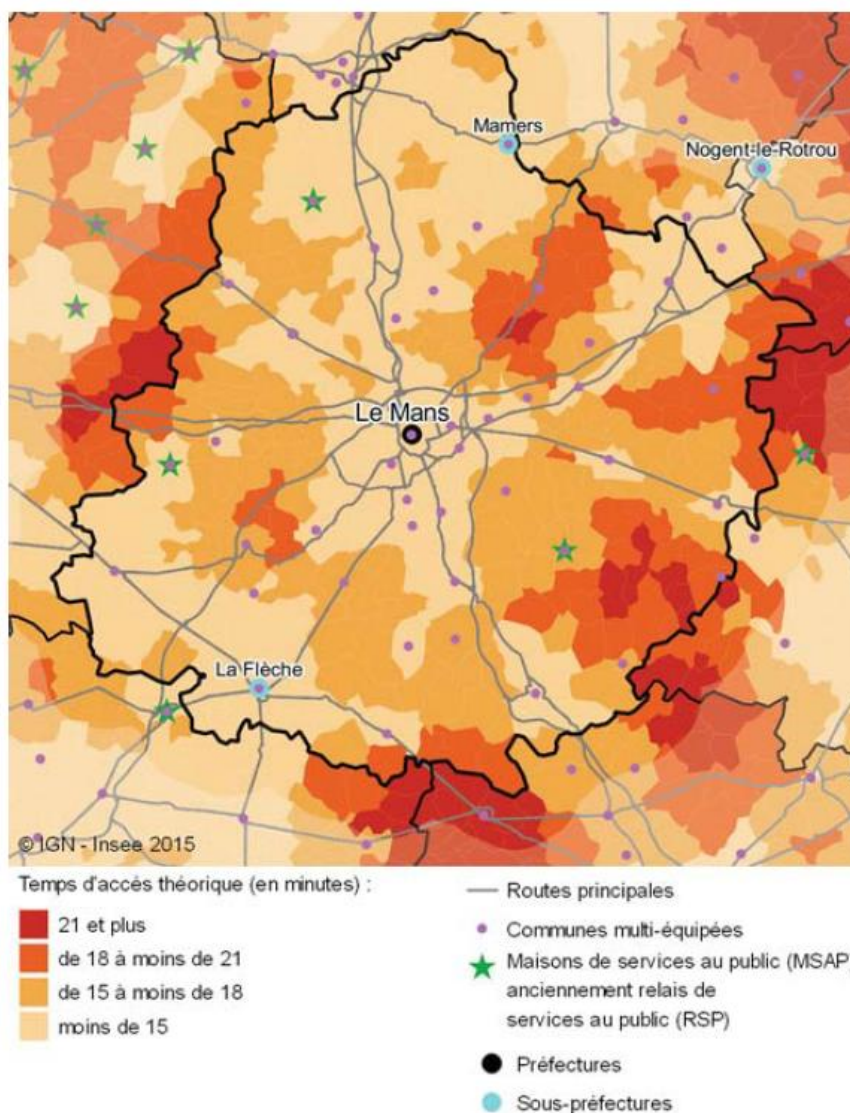 Mamers
Nogent-le-Rotrou
Le Mans
La Flèche
© IGN - Insee 2015
Temps d'accès théorique (en minutes) :
21 et plus
de 18 à moins de 21
de 15 à moins de 18
moins de 15
Routes principales
Communes multi-équipées
Maisons de services au public (MSAP)
anciennement relais de
services au public (RSP)
Préfectures
Sous-préfectures